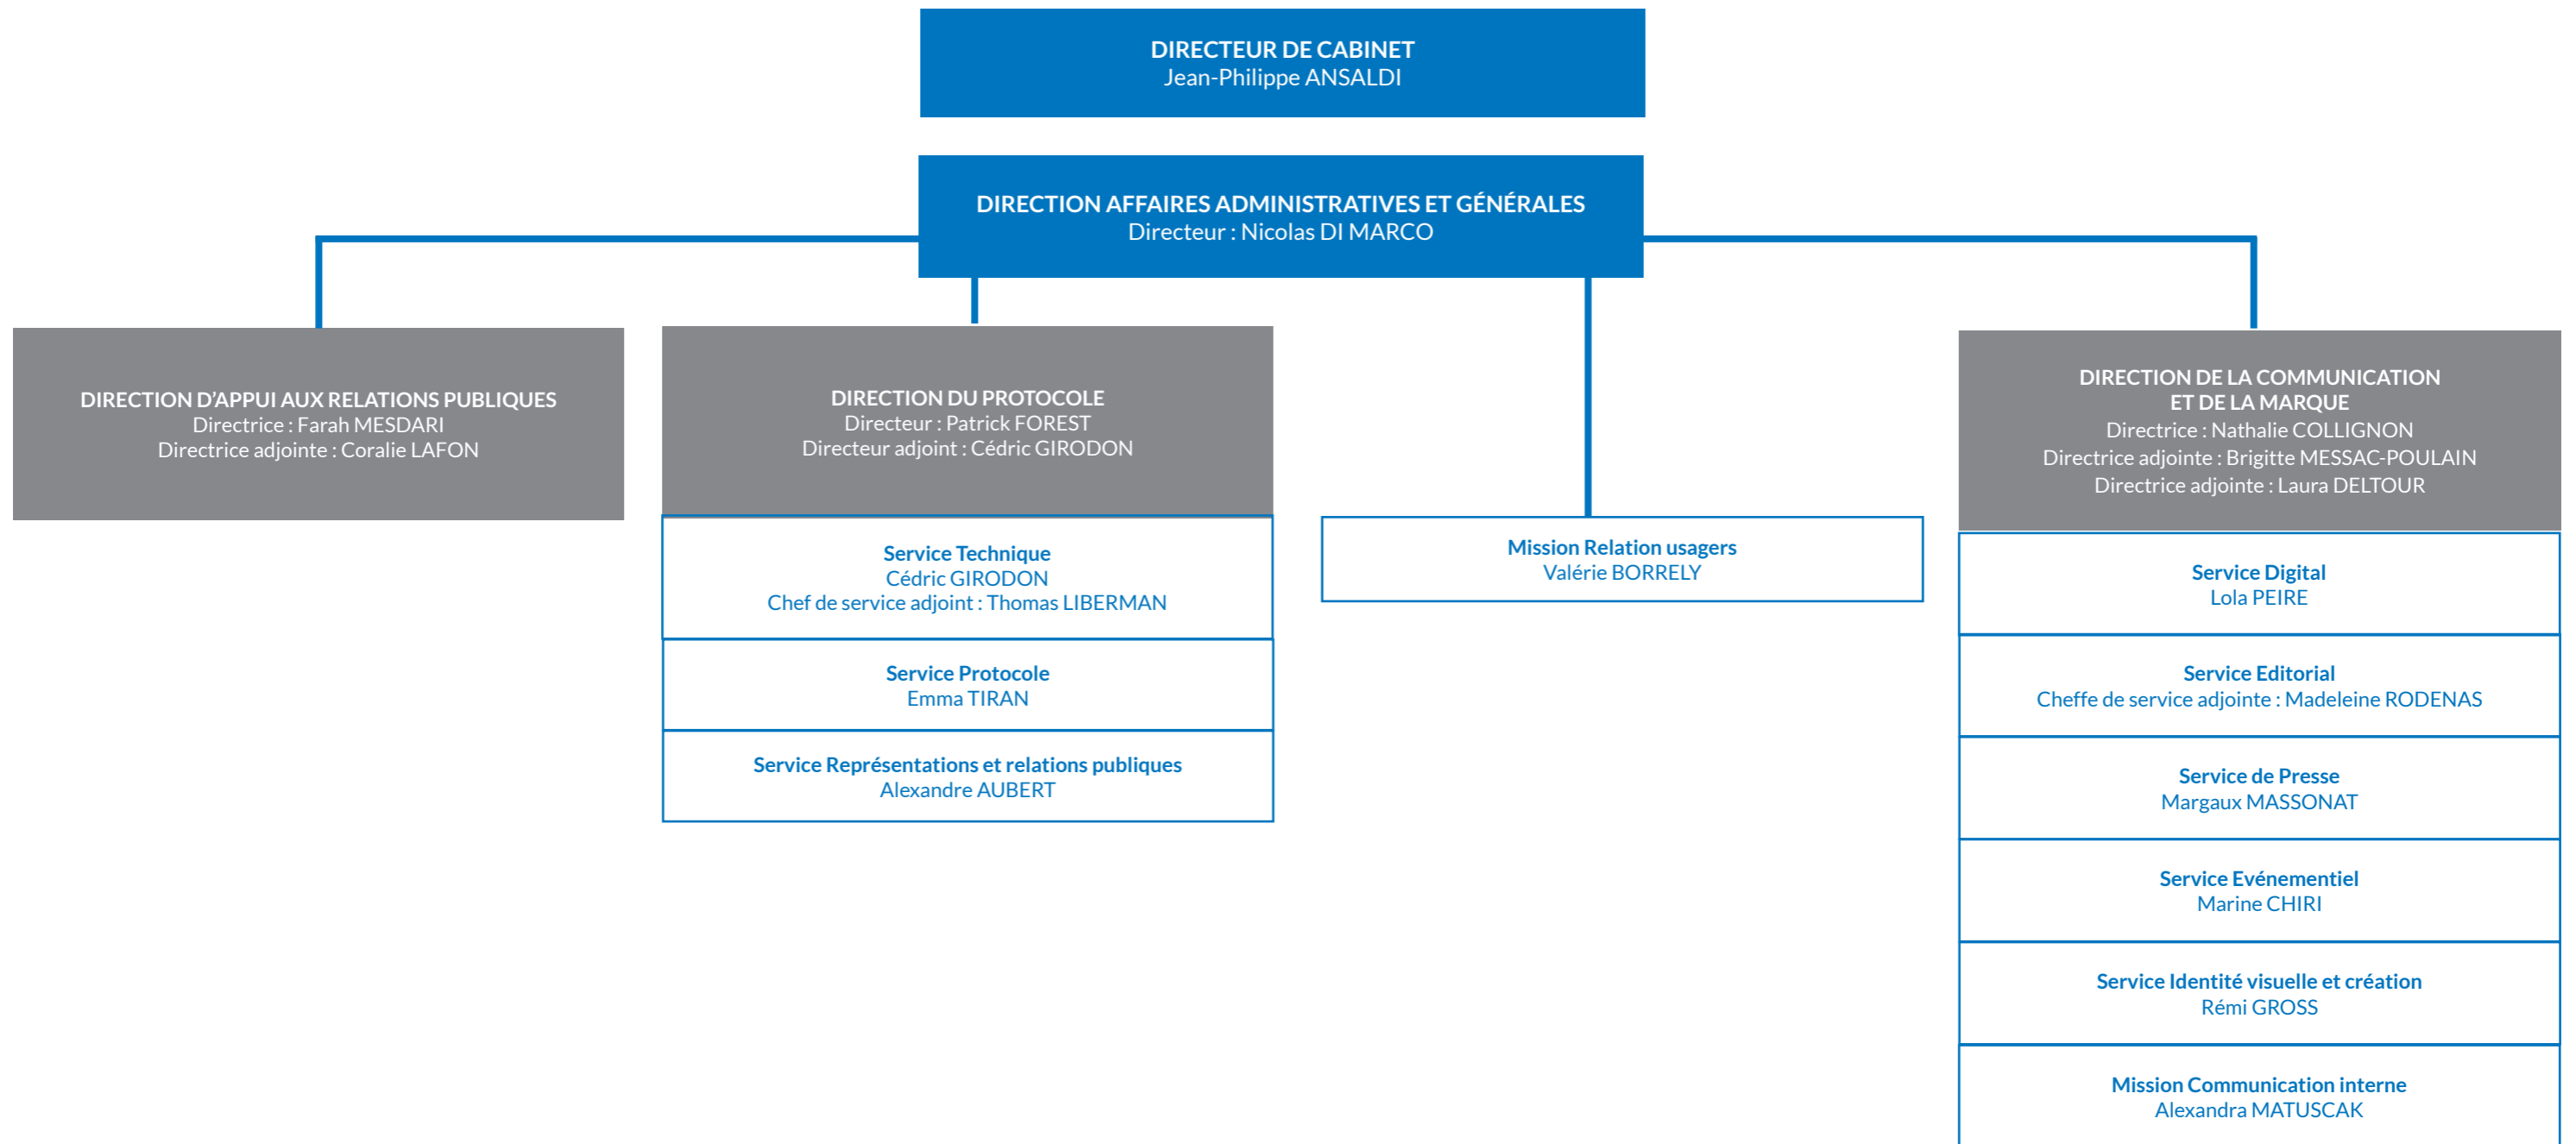 DIRECTEUR DE CABINET
Jean-Philippe ANSALDI
DIRECTION AFFAIRES ADMINISTRATIVES ET GÉNÉRALES
Directeur : Nicolas DI MARCO
DIRECTION D’APPUI AUX RELATIONS PUBLIQUES
Directrice : Farah MESDARI
Directrice adjointe : Coralie LAFON
DIRECTION DU PROTOCOLE
Directeur : Patrick FOREST
Directeur adjoint : Cédric GIRODON
Service Technique
Cédric GIRODON
Chef de service adjoint : Thomas LIBERMAN
Service Protocole
Emma TIRAN
Service Représentations et relations publiques
Alexandre AUBERT
Mission Relation usagers
Valérie BORRELY
DIRECTION DE LA COMMUNICATION
ET DE LA MARQUE
Directrice : Nathalie COLLIGNON
Directrice adjointe : Brigitte MESSAC-POULAIN
Directrice adjointe : Laura DELTOUR
Service Digital
Lola PEIRE
Service Editorial
Cheffe de service adjointe : Madeleine RODENAS
Service de Presse
Margaux MASSONAT
Service Evénementiel
Marine CHIRI
Service Identité visuelle et création
Rémi GROSS
Mission Communication interne
Alexandra MATUSCAK